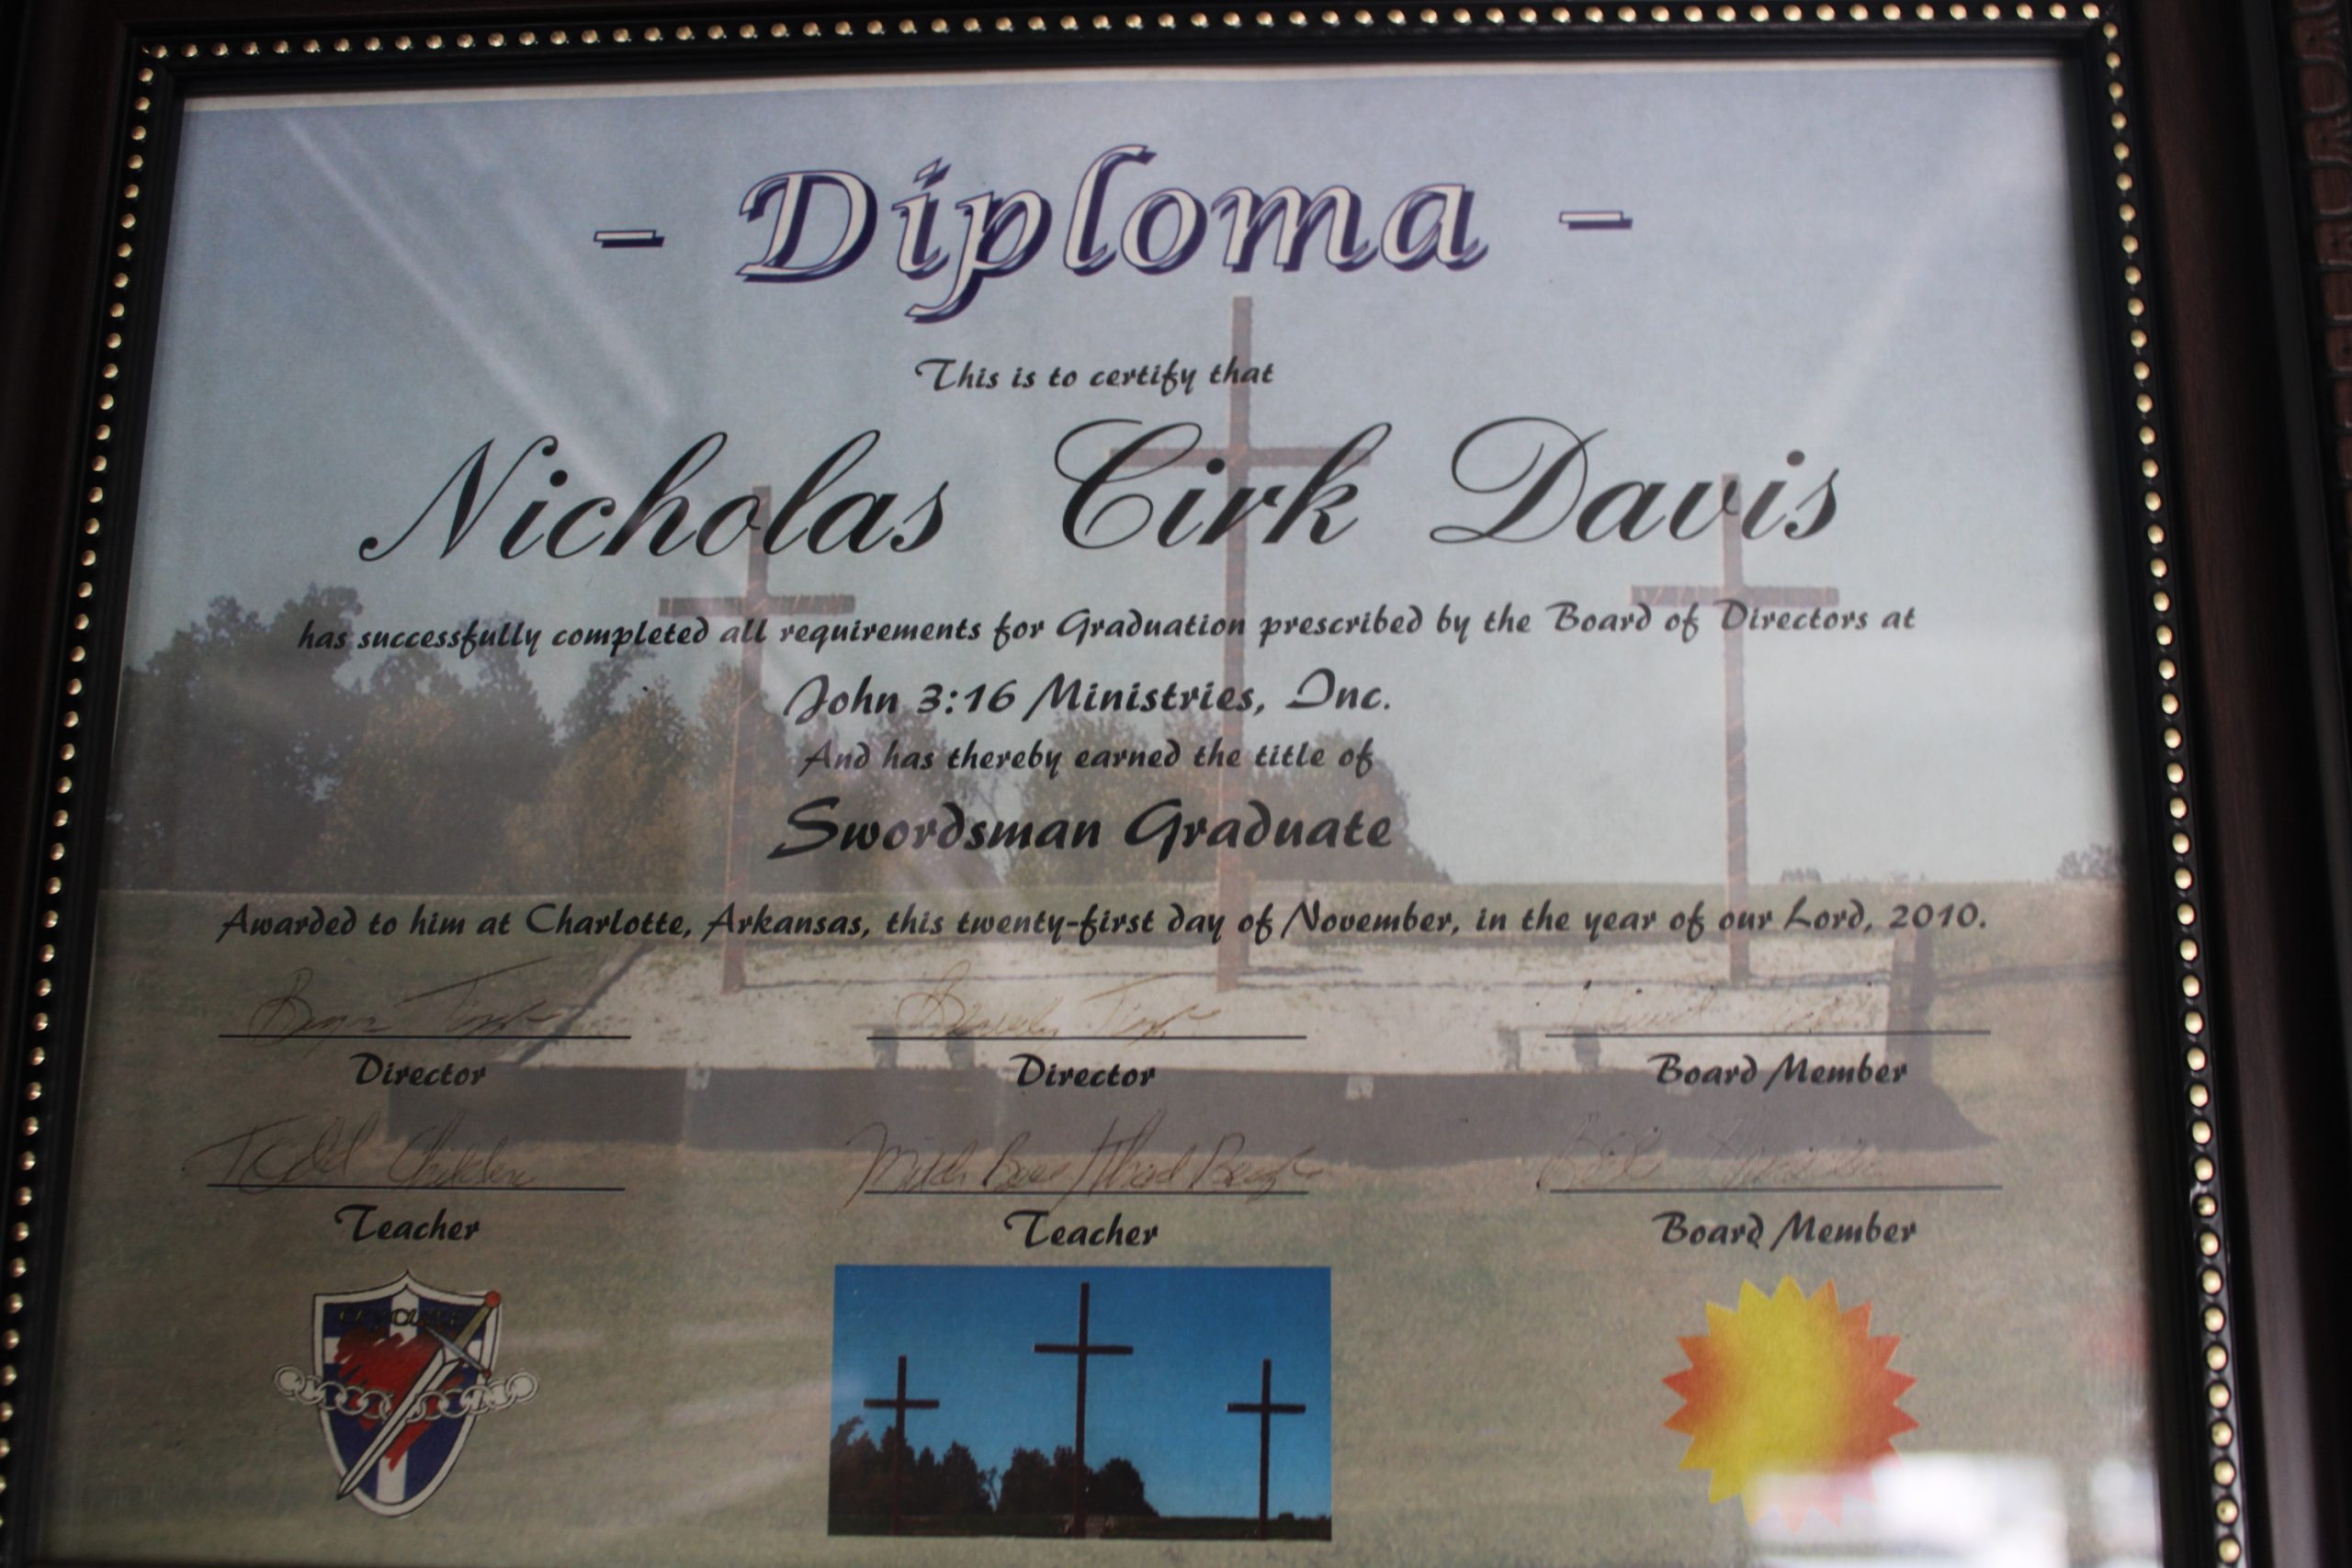 - Diploma -
This is to certify that
Nicholas Cirk Davis
has successfully completed all requirements for Graduation prescribed by the Board of Directors at
John 3:16 Ministries, Inc.
And has thereby earned the title of
Swordsman Graduate
Awarded to him at Charlotte, Arkansas, this twenty-first day of November, in the year of our Lord, 2010.
Director Director Board Member
Todd Childers
Teacher Teacher Board Member